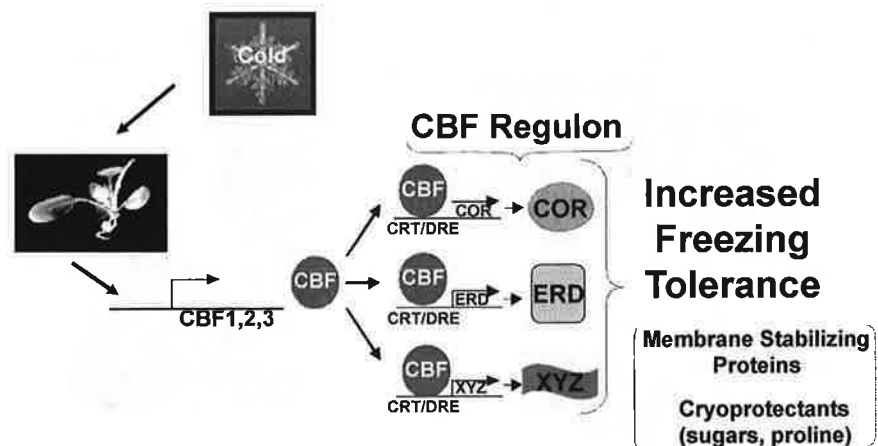 Cold
CBF Regulon
CBF
COR
COR
CRT/DRE
CBF1,2,3
CBF
CBF
ERD
ERD
CRT/DRE
CBF
XYZ
XYZ
CRT/DRE
Increased
Freezing
Tolerance
Membrane Stabilizing
Proteins
Cryoprotectants
(sugars, proline)